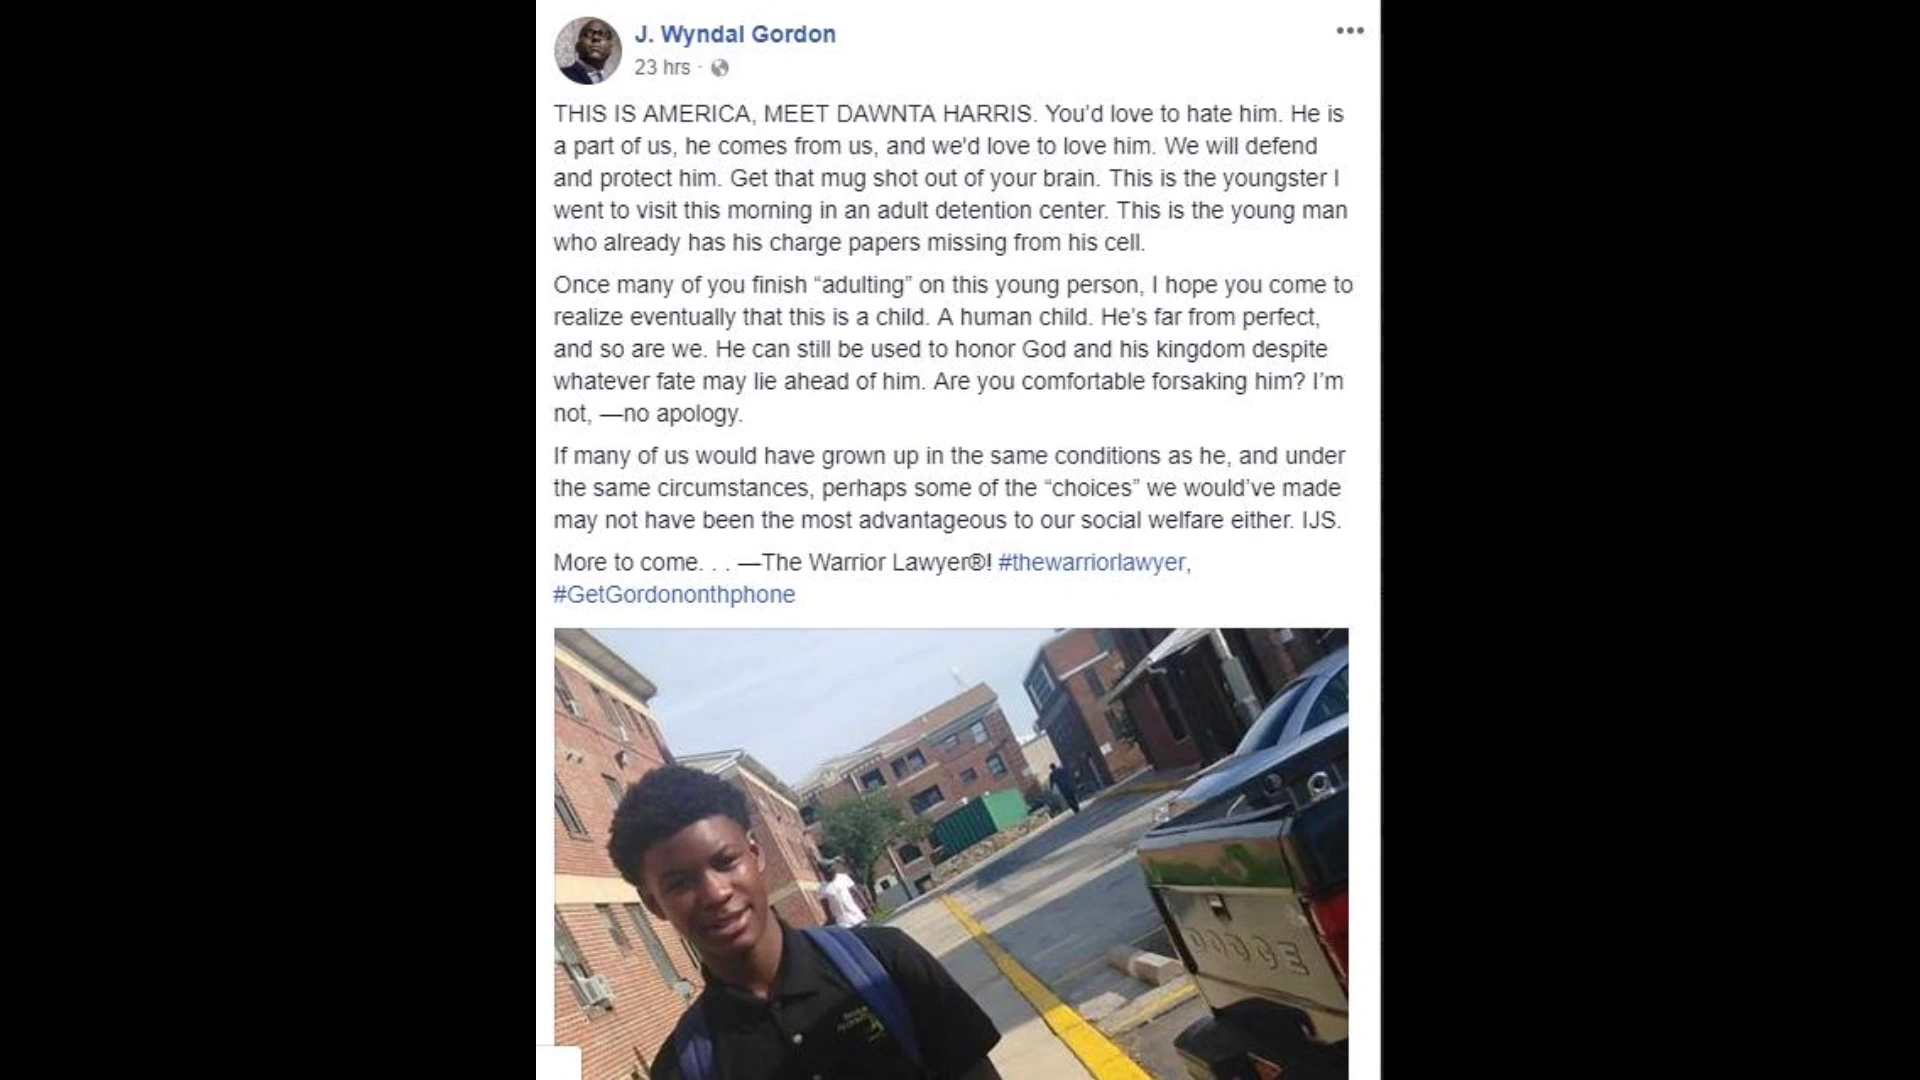 J. Wyndal Gordon
23 hrs ·
THIS IS AMERICA, MEET DAWNTA HARRIS. You'd love to hate him. He is
a part of us, he comes from us, and we'd love to love him. We will defend
and protect him. Get that mug shot out of your brain. This is the youngster I
went to visit this morning in an adult detention center. This is the young man
who already has his charge papers missing from his cell.
Once many of you finish “adulting” on this young person, I hope you come to
realize eventually that this is a child. A human child. He’s far from perfect,
and so are we. He can still be used to honor God and his kingdom despite
whatever fate may lie ahead of him. Are you comfortable forsaking him? I’m
not, —no apology.
If many of us would have grown up in the same conditions as he, and under
the same circumstances, perhaps some of the “choices” we would’ve made
may not have been the most advantageous to our social welfare either. IJS.
More to come. . . —The Warrior Lawyer®! #thewarriorlawyer,
#GetGordononthphone
DODGE